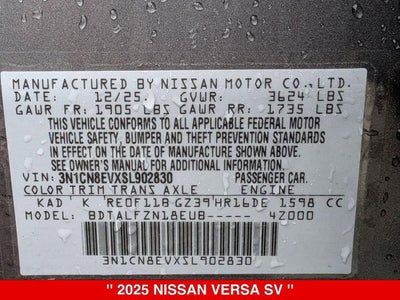 MANUFACTURED BY NISSAN MOTOR CO.,LTD.
DATE: 12/25 GVWR: 3624 LBS
GAWR FR: 1905 LBS GAWR RR: 1735 LBS
THIS VEHICLE CONFORMS TO ALL APPLICABLE
FEDERAL MOTOR VEHICLE SAFETY, BUMPER,
AND THEFT PREVENTION STANDARDS
IN EFFECT ON THE DATE OF MANUFACTURE SHOWN ABOVE.
SEE OWNER'S MANUAL FOR MORE INFORMATION.
VIN: 3N1CN8EVXSL902830 PASSENGER CAR.
COLOR TRIM TRANS AXLE ENGINE
KAD K RE0F11B GZ39 HR16DE 1598 CC
MODEL: BDTALFZN18EUB----- 4Z000
3N1CN8EVXSL902830
" 2025 NISSAN VERSA SV "